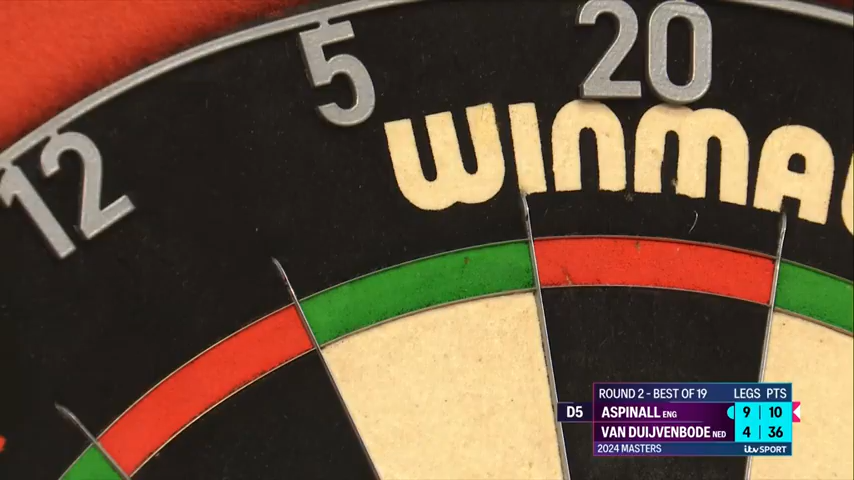 5
20
12
WINMA
ROUND 2 - BEST OF 19 LEGS PTS
D5 ASPINALL ENG 9 10
VAN DUIJVENBODE NED 4 36
2024 MASTERS itv SPORT